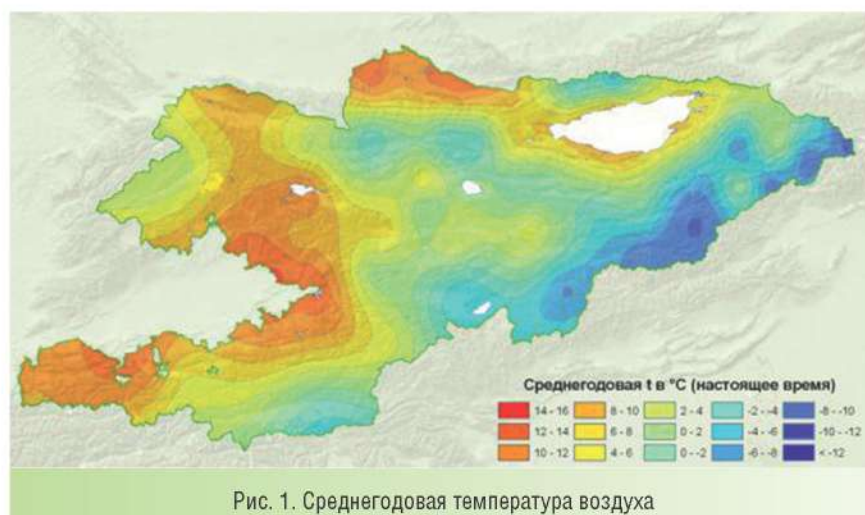 Среднегодовая t в °C (настоящее время)
14 - 16
8 - 10
2 - 4
-2 - -4
-8 - -10
12 - 14
6 - 8
0 - 2
-4 - -6
-10 - -12
10 - 12
4 - 6
0 - -2
-6 - -8
< -12
Рис. 1. Среднегодовая температура воздуха